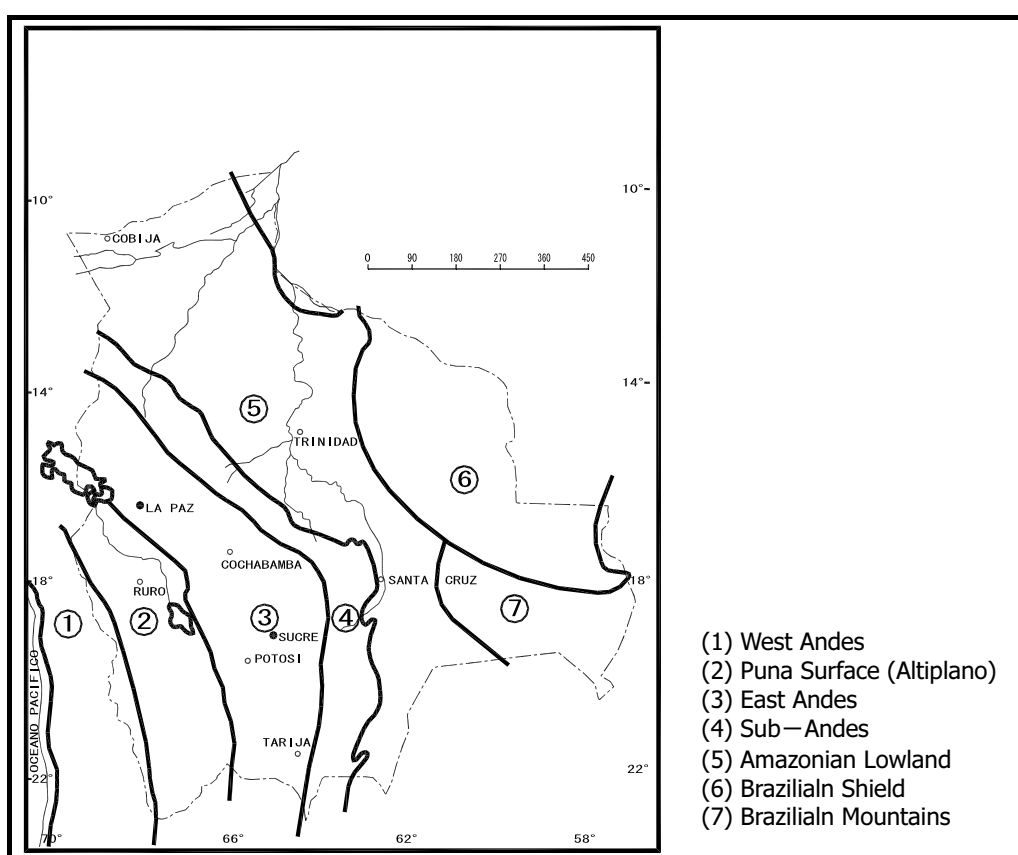 10°
10°
COBIJA
0 90 180 270 360 450
14°
14°
⑤
TRINIDAD
⑥
LA PAZ
COCHABAMBA
18°
RURO
SANTA CRUZ
18°
⑦
①
②
③
④
SUCRE
POTOSI
OCEANO PACIFICO
TARIJA
22°
22°
70°
66°
62°
58°
(1) West Andes
(2) Puna Surface (Altiplano)
(3) East Andes
(4) Sub－Andes
(5) Amazonian Lowland
(6) Brazilialn Shield
(7) Brazilialn Mountains